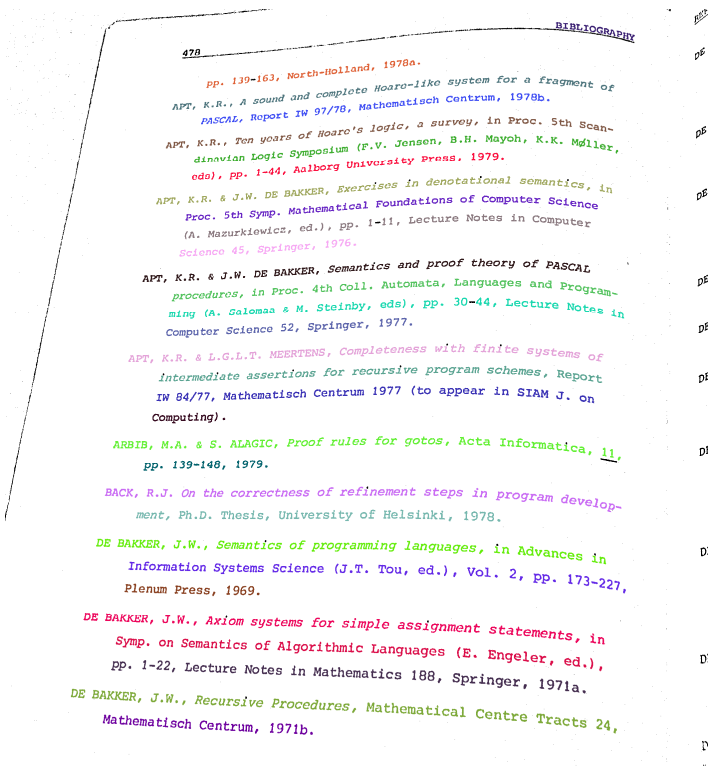 BIBLIOGRAPHY
478
pp. 139-163, North-Holland, 1978a.
APT, K.R., A sound and complete Hoare-like system for a fragment of
PASCAL, Report IW 97/78, Mathematisch Centrum, 1978b.
APT, K.R., Ten years of Hoare's logic, a survey, in Proc. 5th Scan-
dinavian Logic Symposium (F.V. Jensen, B.H. Mayoh, K.K. Møller,
eds), pp. 1-44, Aalborg University Press, 1979.
APT, K.R. & J.W. DE BAKKER, Exercises in denotational semantics, in
Proc. 5th Symp. Mathematical Foundations of Computer Science
(A. Mazurkiewicz, ed.), pp. 1-11, Lecture Notes in Computer
Science 45, Springer, 1976.
APT, K.R. & J.W. DE BAKKER, Semantics and proof theory of PASCAL
procedures, in Proc. 4th Coll. Automata, Languages and Program-
ming (A. Salomaa & M. Steinby, eds), pp. 30-44, Lecture Notes in
Computer Science 52, Springer, 1977.
APT, K.R. & L.G.L.T. MEERTENS, Completeness with finite systems of
intermediate assertions for recursive program schemes, Report
IW 84/77, Mathematisch Centrum 1977 (to appear in SIAM J. on
Computing).
ARBIB, M.A. & S. ALAGIC, Proof rules for gotos, Acta Informatica, 11,
pp. 139-148, 1979.
BACK, R.J. On the correctness of refinement steps in program develop-
ment, Ph.D. Thesis, University of Helsinki, 1978.
DE BAKKER, J.W., Semantics of programming languages, in Advances in
Information Systems Science (J.T. Tou, ed.), Vol. 2, pp. 173-227,
Plenum Press, 1969.
DE BAKKER, J.W., Axiom systems for simple assignment statements, in
Symp. on Semantics of Algorithmic Languages (E. Engeler, ed.),
pp. 1-22, Lecture Notes in Mathematics 188, Springer, 1971a.
DE BAKKER, J.W., Recursive Procedures, Mathematical Centre Tracts 24,
Mathematisch Centrum, 1971b.
DE
DE
DE
DE
DE
DE